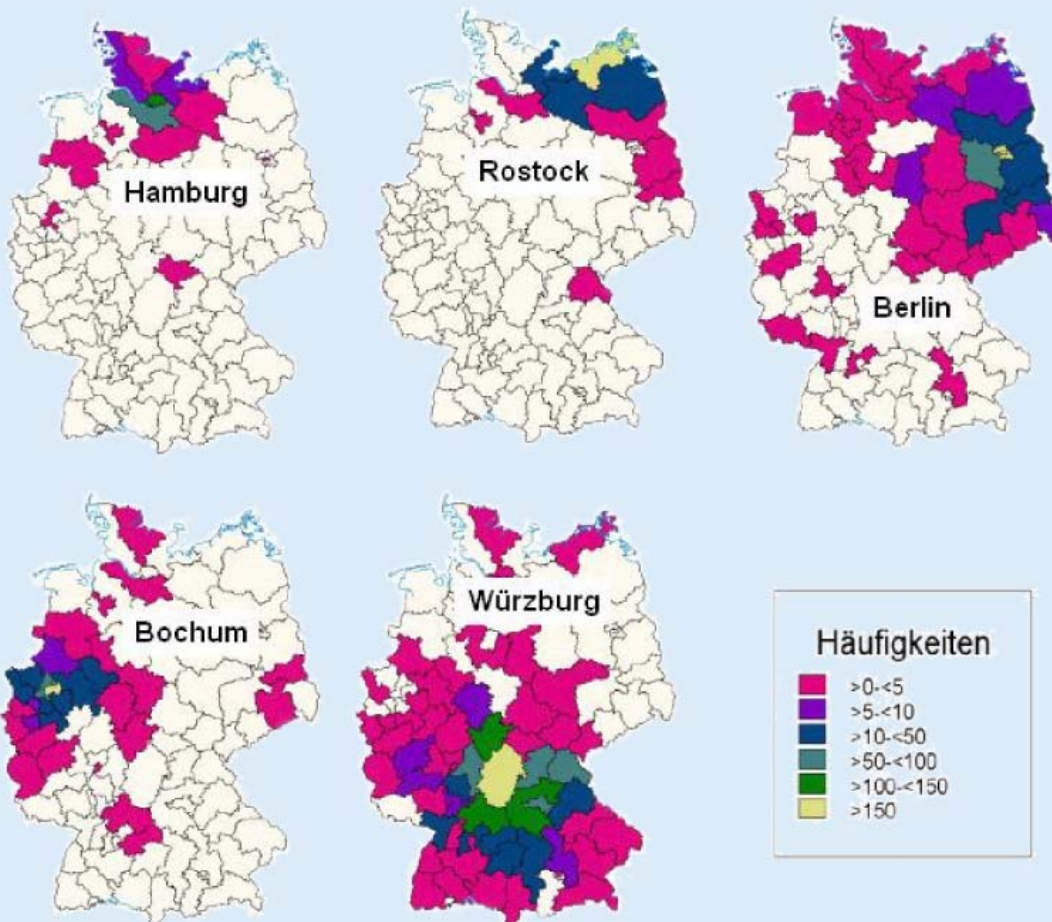 Hamburg
Rostock
Berlin
Bochum
Würzburg
Häufigkeiten
>0-<5
>5-<10
>10-<50
>50-<100
>100-<150
>150